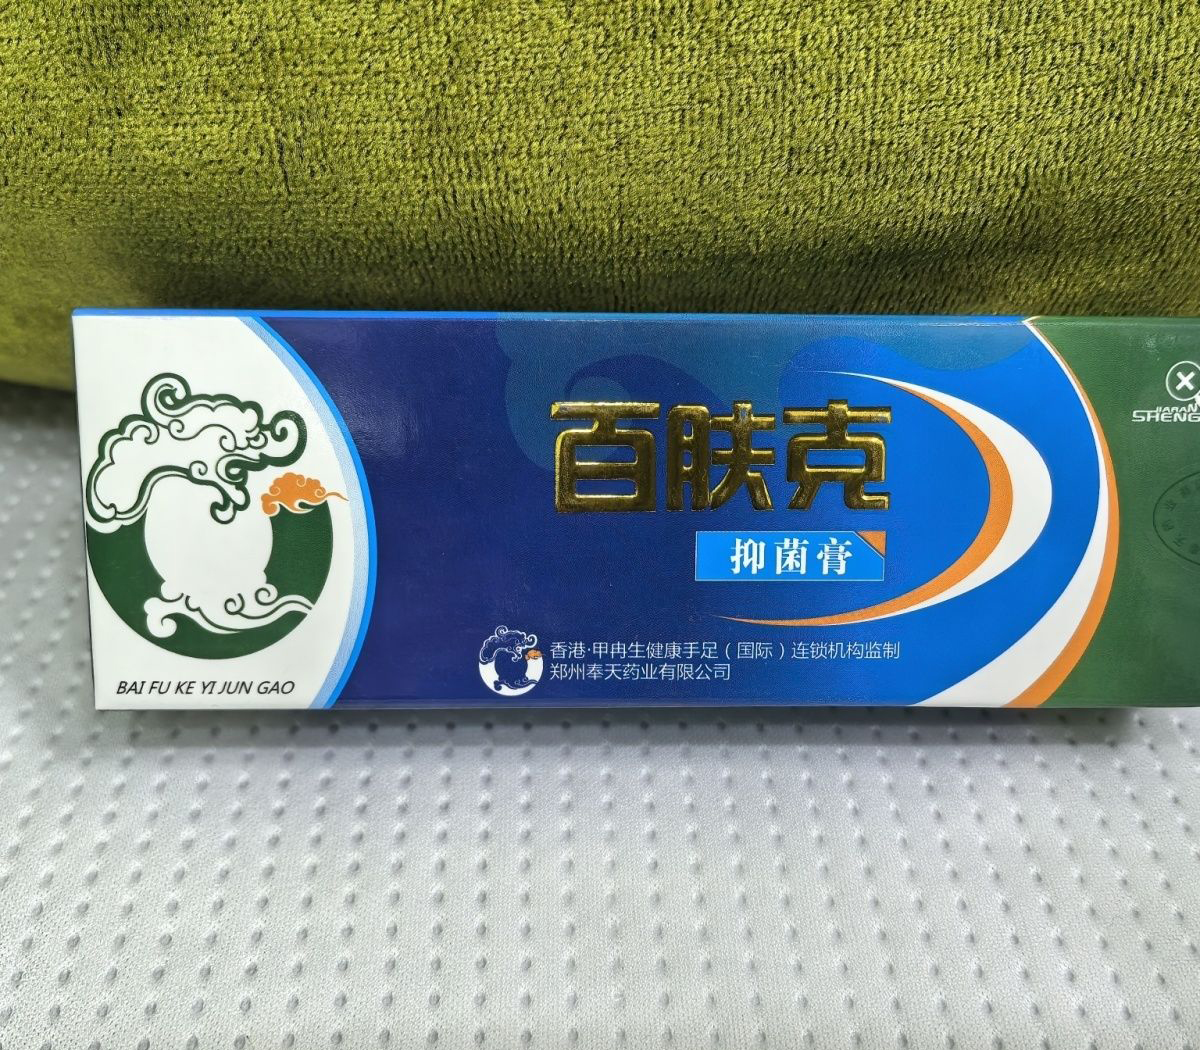 百肤克
抑菌膏
香港·甲冉生健康手足（国际）连锁机构监制
郑州奉天药业有限公司
BAI FU KE YI JUN GAO
JIARAN
SHENG